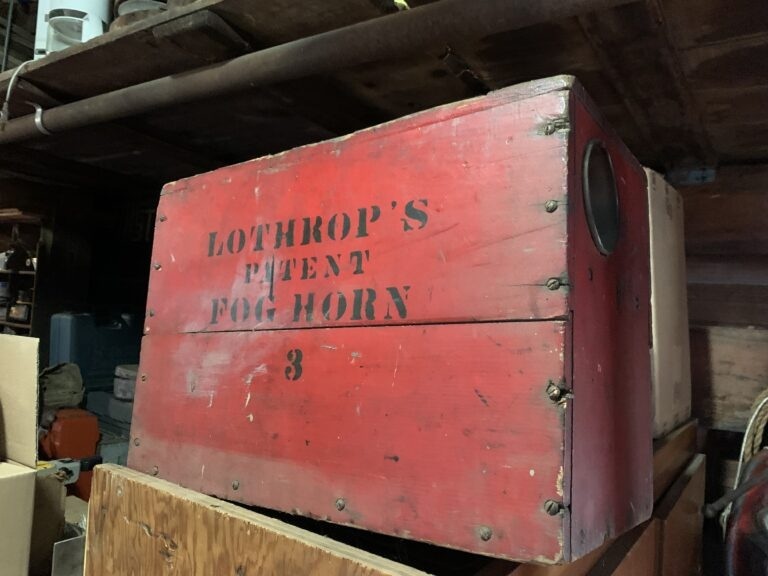 LOTHROP'S
PATENT
FOG HORN
3